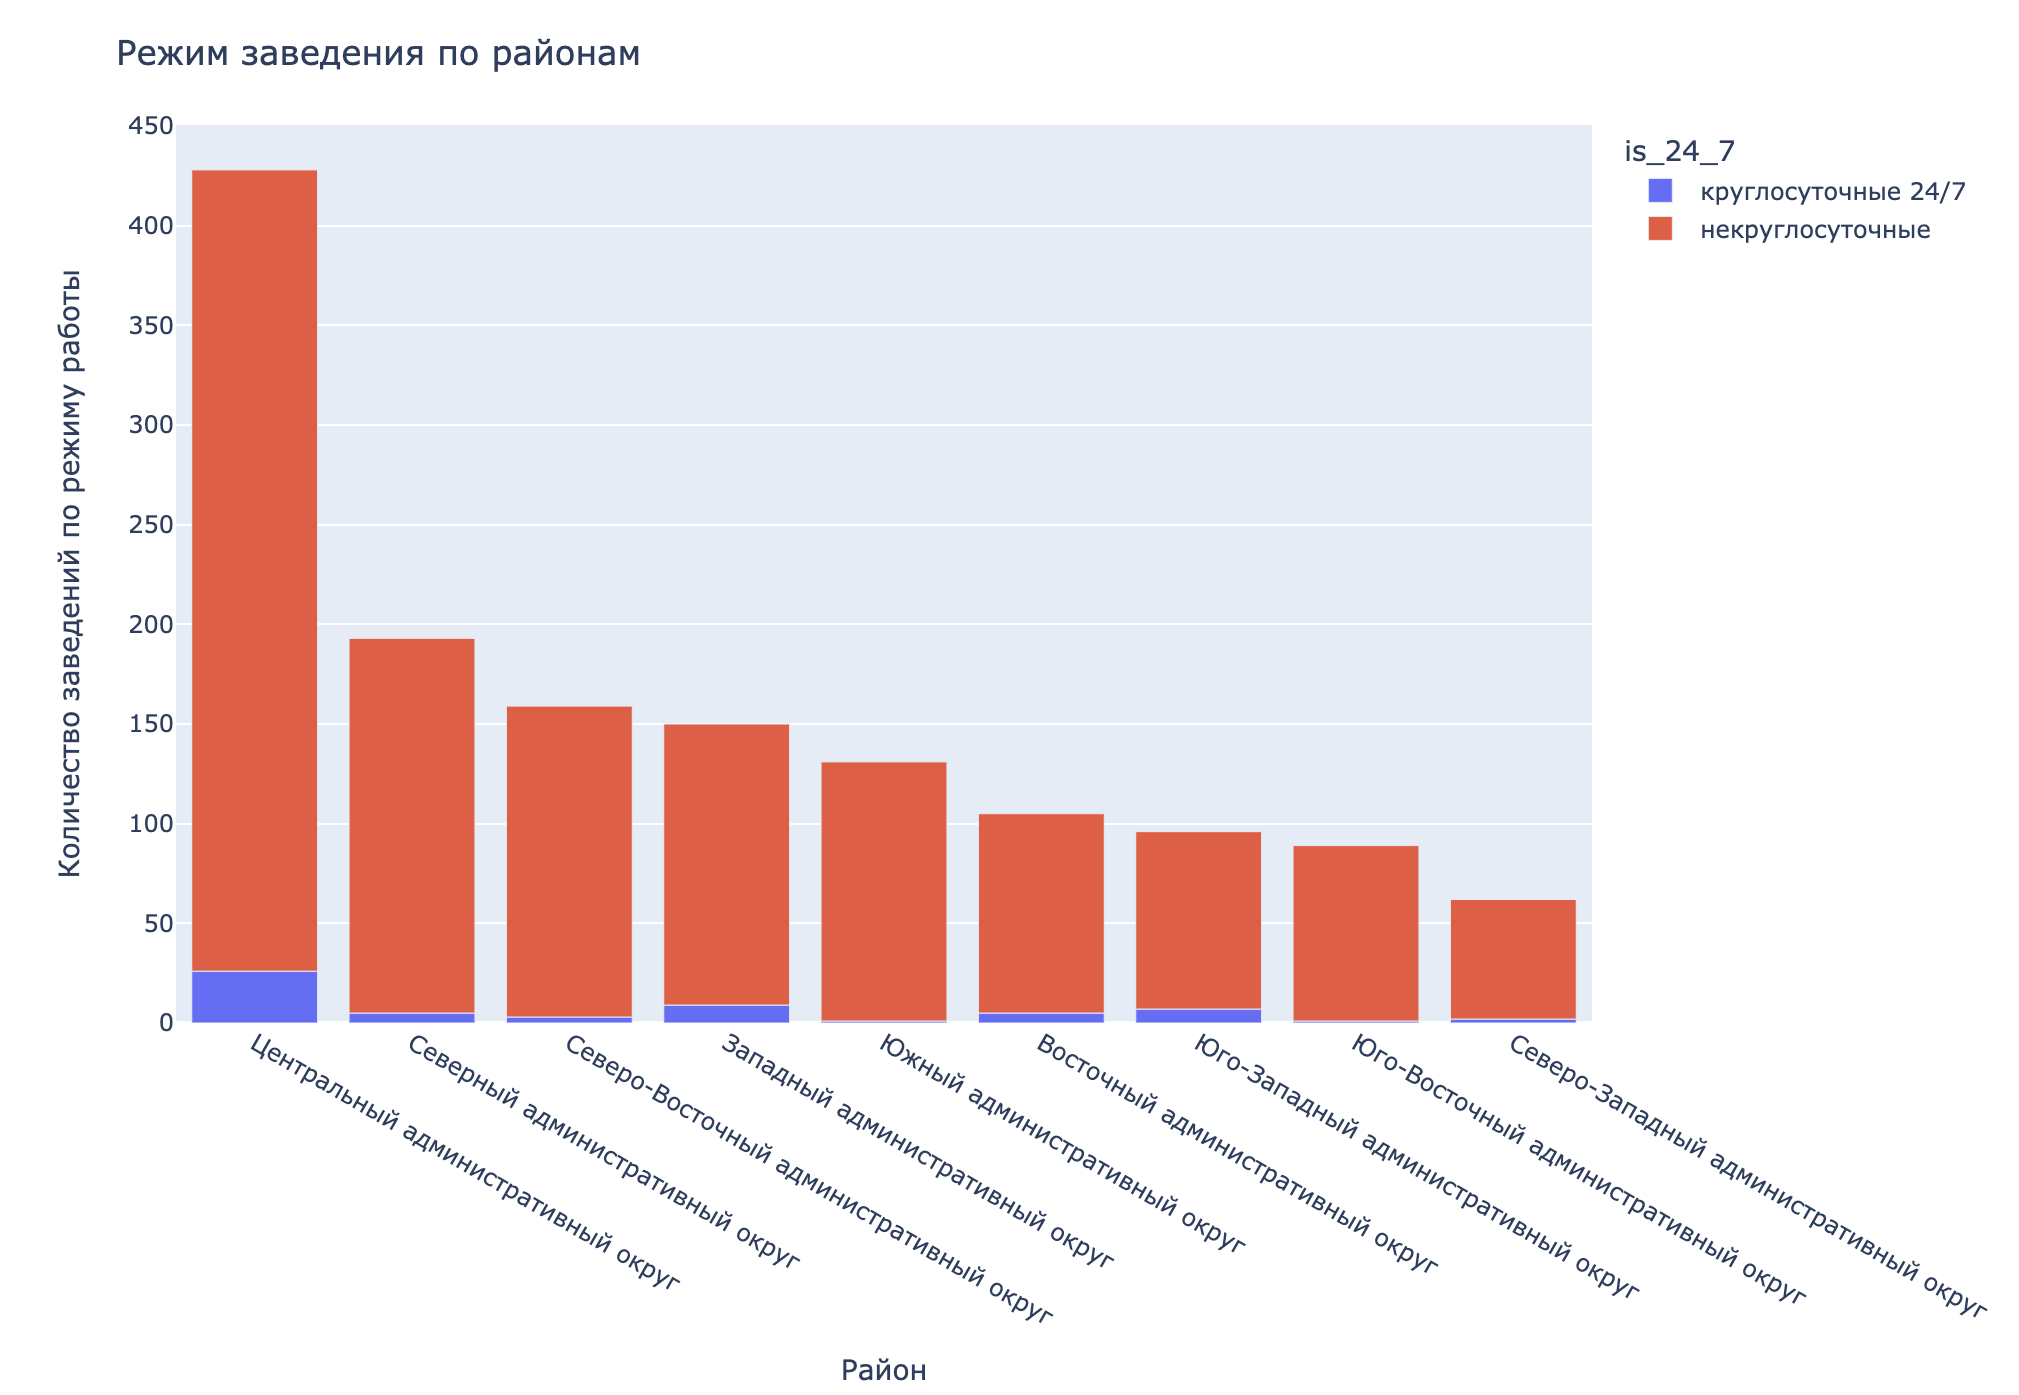 Режим заведения по районам
is_24_7
круглосуточные 24/7
некруглосуточные
Количество заведений по режиму работы
450
400
350
300
250
200
150
100
50
0
Центральный административный округ
Северный административный округ
Северо-Восточный административный округ
Западный административный округ
Южный административный округ
Восточный административный округ
Юго-Западный административный округ
Юго-Восточный административный округ
Северо-Западный административный округ
Район